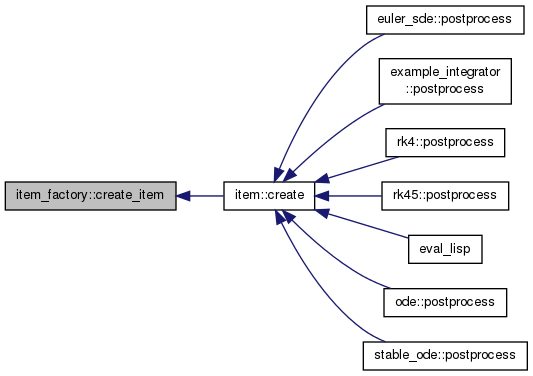 euler_sde::postprocess
example_integrator
::postprocess
rk4::postprocess
item_factory::create_item
item::create
rk45::postprocess
eval_lisp
ode::postprocess
stable_ode::postprocess